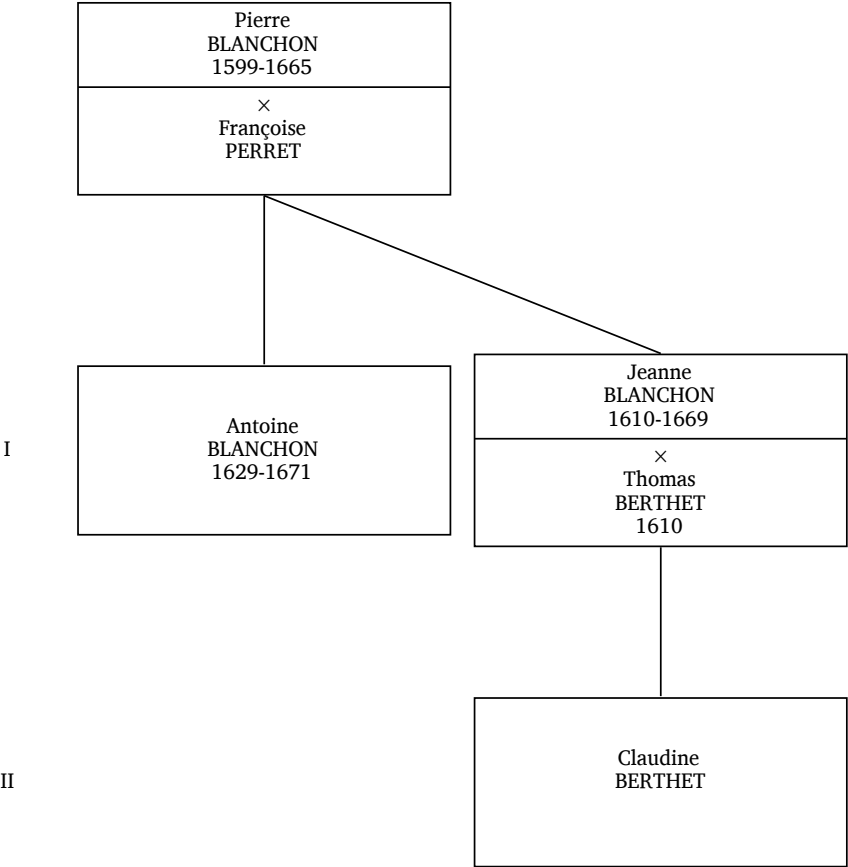 Pierre
BLANCHON
1599-1665
×
Françoise
PERRET
Jeanne
BLANCHON
1610-1669
Antoine
BLANCHON
1629-1671
I
×
Thomas
BERTHET
1610
Claudine
BERTHET
II